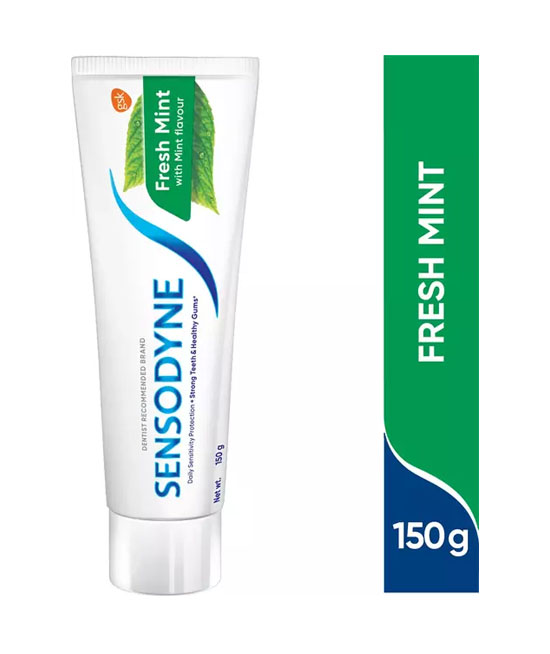 gsk
Fresh Mint
with Mint flavour
DENTIST RECOMMENDED BRAND
SENSODYNE
Daily Sensitivity Protection • Strong Teeth & Healthy Gums*
Net wt. 150 g
FRESH MINT
150g